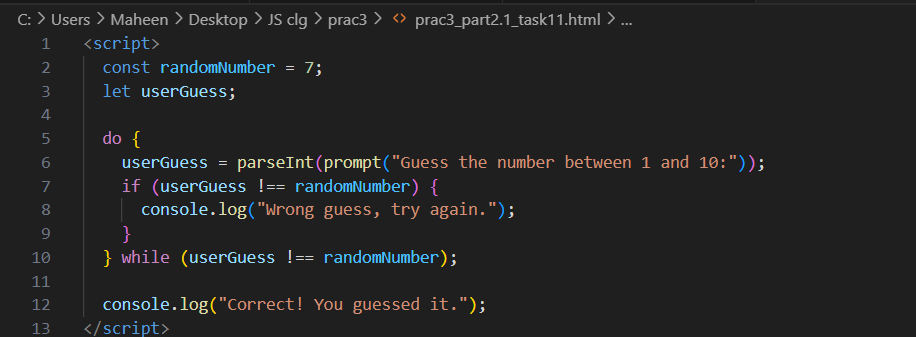 C: > Users > Maheen > Desktop > JS clg > prac3 > <> prac3_part2.1_task11.html > ...
1 <script>
2 const randomNumber = 7;
3 let userGuess;
4
5 do {
6 userGuess = parseInt(prompt("Guess the number between 1 and 10:"));
7 if (userGuess !== randomNumber) {
8 console.log("Wrong guess, try again.");
9 }
10 } while (userGuess !== randomNumber);
11
12 console.log("Correct! You guessed it.");
13 </script>